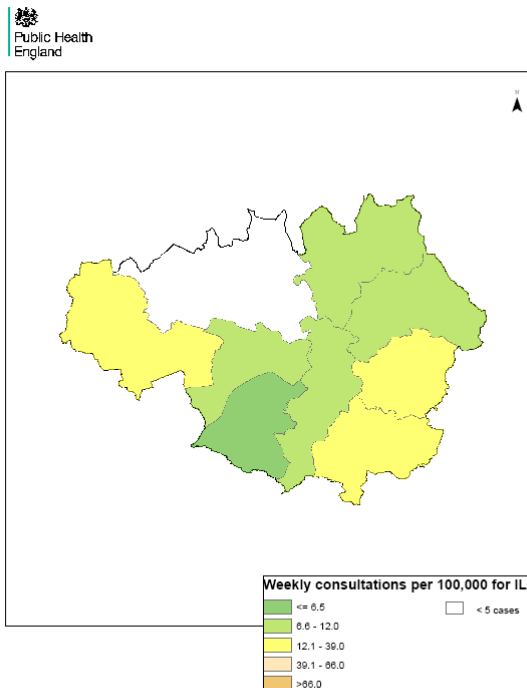 Public Health
England
N
Weekly consultations per 100,000 for IL
<= 6.5
< 5 cases
6.6 - 12.0
12.1 - 39.0
39.1 - 66.0
>66.0